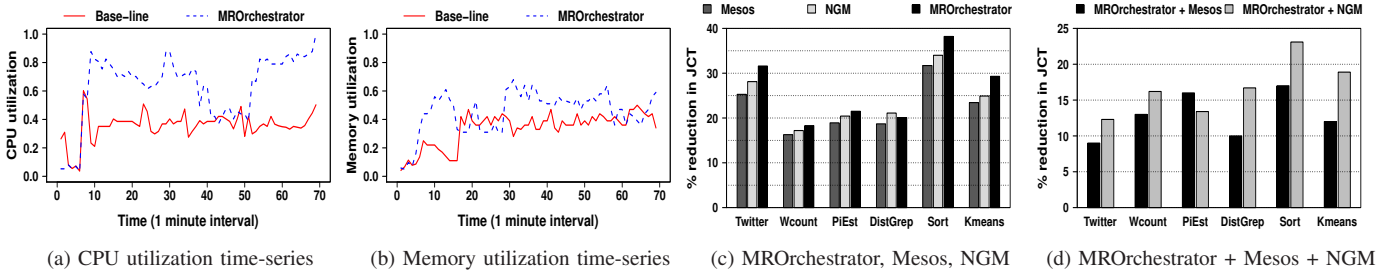 Base-line MROrchestrator
CPU utilization
1.0
0.8
0.6
0.4
0.2
0.0
0 10 20 30 40 50 60 70
Time (1 minute interval)
(a) CPU utilization time-series
Base-line MROrchestrator
Memory utilization
1.0
0.8
0.6
0.4
0.2
0.0
0 10 20 30 40 50 60 70
Time (1 minute interval)
(b) Memory utilization time-series
Mesos NGM MROrchestrator
% reduction in JCT
40
30
20
10
0
Twitter Wcount PiEst DistGrep Sort Kmeans
(c) MROrchestrator, Mesos, NGM
MROrchestrator + Mesos MROrchestrator + NGM
% reduction in JCT
25
20
15
10
5
0
Twitter Wcount PiEst DistGrep Sort Kmeans
(d) MROrchestrator + Mesos + NGM